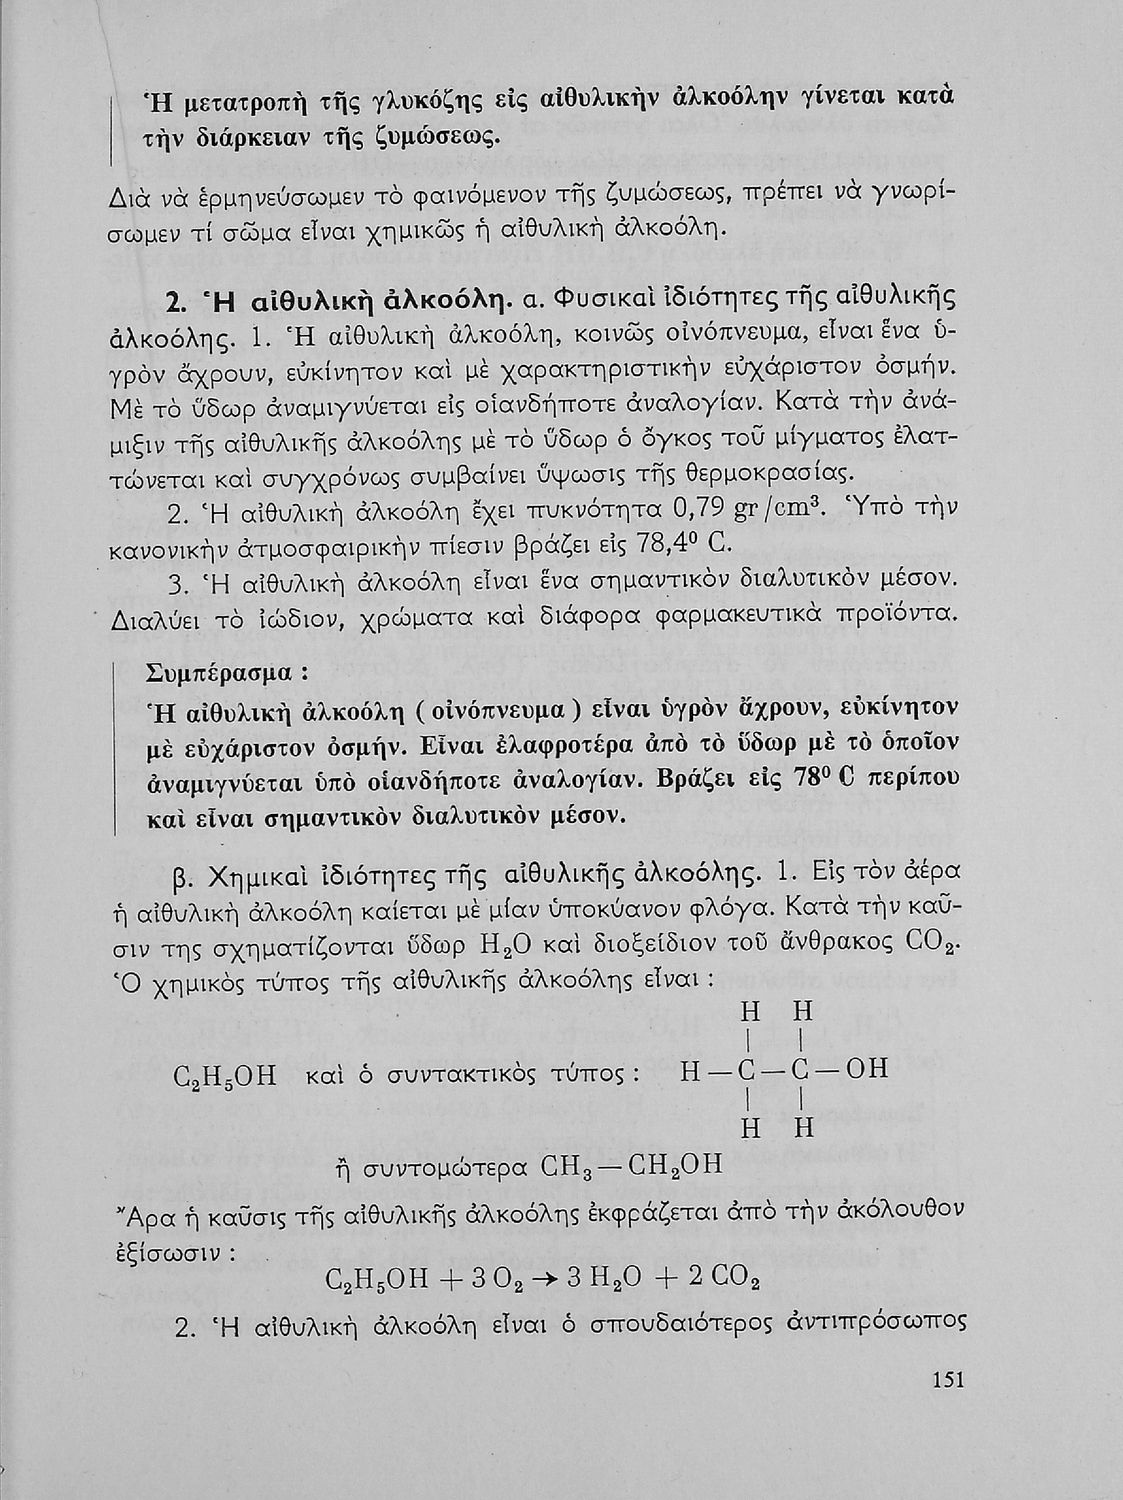 Ἡ μετατροπὴ τῆς γλυκόζης εἰς αἰθυλικὴν ἀλκοόλην γίνεται κατὰ
τὴν διάρκειαν τῆς ζυμώσεως.
Διὰ νὰ ἑρμηνεύσωμεν τὸ φαινόμενον τῆς ζυμώσεως, πρέπει νὰ γνωρί-
σωμεν τί σῶμα εἶναι χημικῶς ἡ αἰθυλικὴ ἀλκοόλη.
2. Ἡ αἰθυλικὴ ἀλκοόλη. α. Φυσικαὶ ἰδιότητες τῆς αἰθυλικῆς
ἀλκοόλης. 1. Ἡ αἰθυλικὴ ἀλκοόλη, κοινῶς οἰνόπνευμα, εἶναι ἕνα ὑ-
γρὸν ἄχρουν, εὐκίνητον καὶ μὲ χαρακτηριστικὴν εὐχάριστον ὀσμήν.
Μὲ τὸ ὕδωρ ἀναμιγνύεται εἰς οἱανδήποτε ἀναλογίαν. Κατὰ τὴν ἀνά-
μιξιν τῆς αἰθυλικῆς ἀλκοόλης μὲ τὸ ὕδωρ ὁ ὄγκος τοῦ μίγματος ἐλατ-
τώνεται καὶ συγχρόνως συμβαίνει ὕψωσις τῆς θερμοκρασίας.
2. Ἡ αἰθυλικὴ ἀλκοόλη ἔχει πυκνότητα 0,79 gr/cm³. Ὑπὸ τὴν
κανονικὴν ἀτμοσφαιρικὴν πίεσιν βράζει εἰς 78,4⁰ C.
3. Ἡ αἰθυλικὴ ἀλκοόλη εἶναι ἕνα σημαντικὸν διαλυτικὸν μέσον.
Διαλύει τὸ ἰώδιον, χρώματα καὶ διάφορα φαρμακευτικὰ προϊόντα.
Συμπέρασμα :
Ἡ αἰθυλικὴ ἀλκοόλη ( οἰνόπνευμα ) εἶναι ὑγρὸν ἄχρουν, εὐκίνητον
μὲ εὐχάριστον ὀσμήν. Εἶναι ἐλαφροτέρα ἀπὸ τὸ ὕδωρ μὲ τὸ ὁποῖον
ἀναμιγνύεται ὑπὸ οἱανδήποτε ἀναλογίαν. Βράζει εἰς 78⁰ C περίπου
καὶ εἶναι σημαντικὸν διαλυτικὸν μέσον.
β. Χημικαὶ ἰδιότητες τῆς αἰθυλικῆς ἀλκοόλης. 1. Εἰς τὸν ἀέρα
ἡ αἰθυλικὴ ἀλκοόλη καίεται μὲ μίαν ὑποκύανον φλόγα. Κατὰ τὴν καῦ-
σιν της σχηματίζονται ὕδωρ H₂O καὶ διοξείδιον τοῦ ἄνθρακος CO₂.
Ὁ χημικὸς τύπος τῆς αἰθυλικῆς ἀλκοόλης εἶναι :
H H
C₂H₅OH καὶ ὁ συντακτικὸς τύπος : H — C — C — OH
H H
ἢ συντομώτερα CH₃ — CH₂OH
Ἄρα ἡ καῦσις τῆς αἰθυλικῆς ἀλκοόλης ἐκφράζεται ἀπὸ τὴν ἀκόλουθον
ἐξίσωσιν :
C₂H₅OH + 3 O₂ → 3 H₂O + 2 CO₂
2. Ἡ αἰθυλικὴ ἀλκοόλη εἶναι ὁ σπουδαιότερος ἀντιπρόσωπος
151